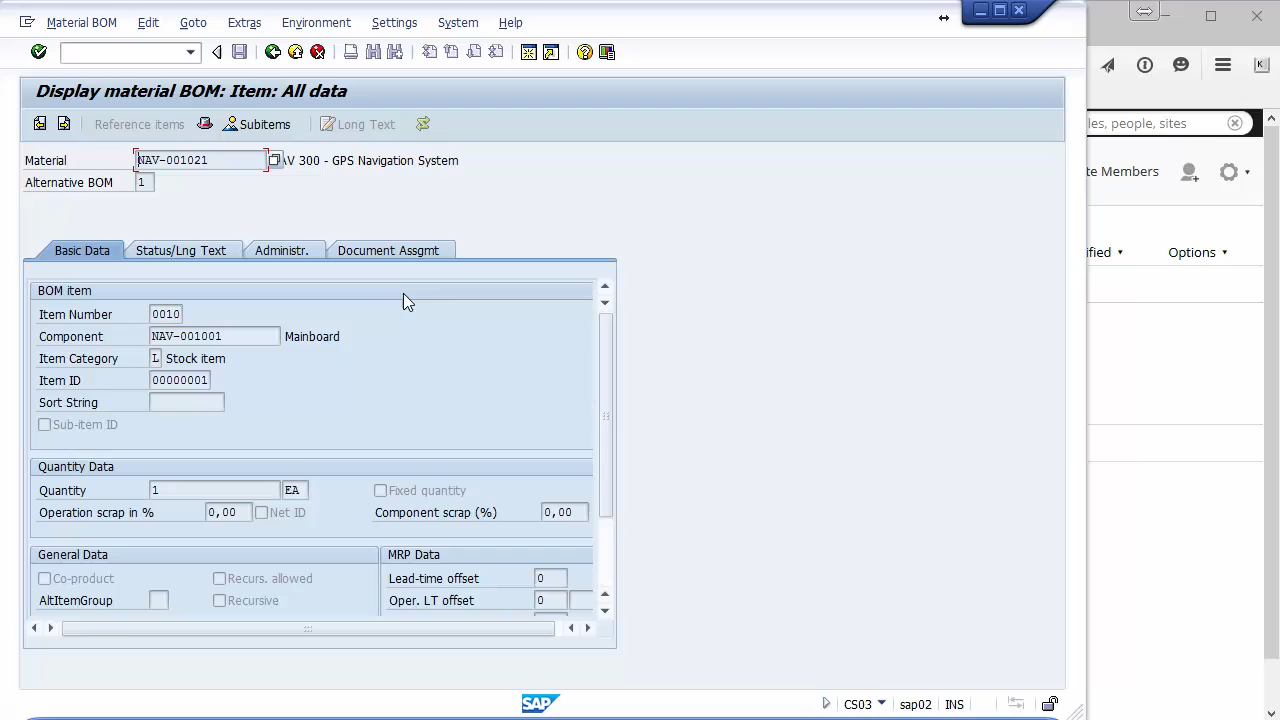 Material BOM Edit Goto Extras Environment Settings System Help
Display material BOM: Item: All data
Reference items Subitems Long Text
les, people, sites
Material NAV-001021 AV 300 - GPS Navigation System
te Members
Alternative BOM 1
Basic Data Status/Lng Text Administr. Document Assgmt
ified Options
BOM item
Item Number 0010
Component NAV-001001 Mainboard
Item Category L Stock item
Item ID 00000001
Sort String
Sub-item ID
Quantity Data
Quantity 1 EA Fixed quantity
Operation scrap in % 0,00 Net ID Component scrap (%) 0,00
General Data MRP Data
Co-product Recurs. allowed Lead-time offset 0
AltItemGroup Recursive Oper. LT offset 0
SAP CS03 sap02 INS